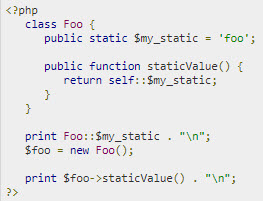 <?php
class Foo {
public static $my_static = 'foo';
public function staticValue() {
return self::$my_static;
}
}
print Foo::$my_static . "\n";
$foo = new Foo();
print $foo->staticValue() . "\n";
?>